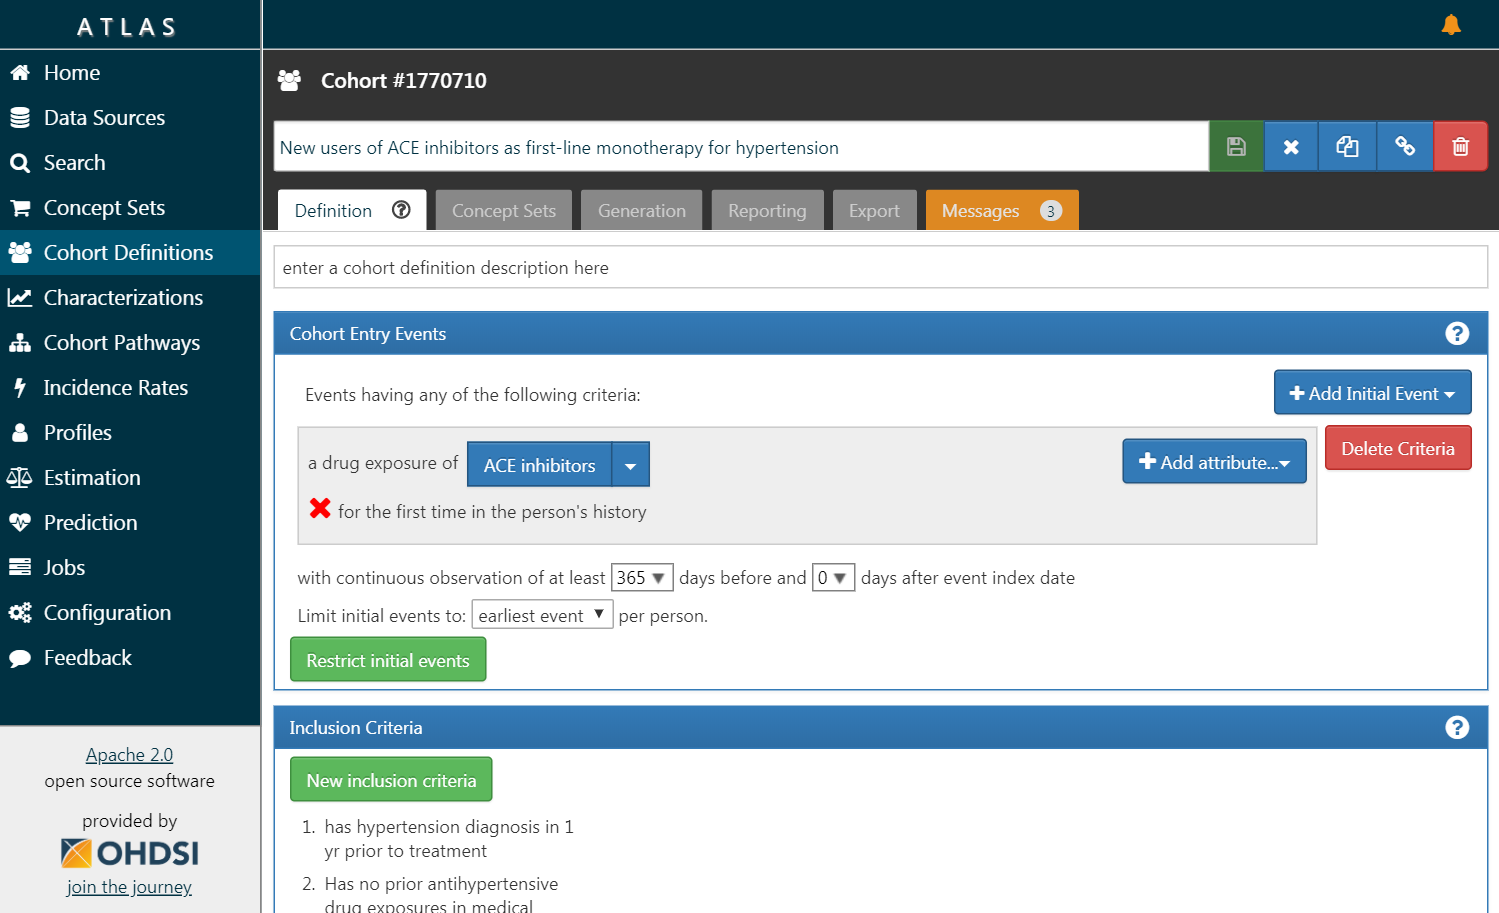 ATLAS
Home
Data Sources
Search
Concept Sets
Cohort Definitions
Characterizations
Cohort Pathways
Incidence Rates
Profiles
Estimation
Prediction
Jobs
Configuration
Feedback
Apache 2.0
open source software
provided by
OHDSI
join the journey
Cohort #1770710
New users of ACE inhibitors as first-line monotherapy for hypertension
Definition ? Concept Sets Generation Reporting Export Messages 3
enter a cohort definition description here
Cohort Entry Events ?
Events having any of the following criteria: Add Initial Event
a drug exposure of ACE inhibitors Add attribute... Delete Criteria
for the first time in the person's history
with continuous observation of at least 365 days before and 0 days after event index date
Limit initial events to: earliest event per person.
Restrict initial events
Inclusion Criteria ?
New inclusion criteria
1. has hypertension diagnosis in 1
yr prior to treatment
2. Has no prior antihypertensive
drug exposures in medical